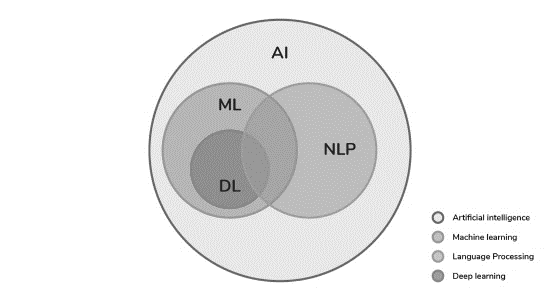 AI
ML
NLP
DL
Artificial intelligence
Machine learning
Language Processing
Deep learning